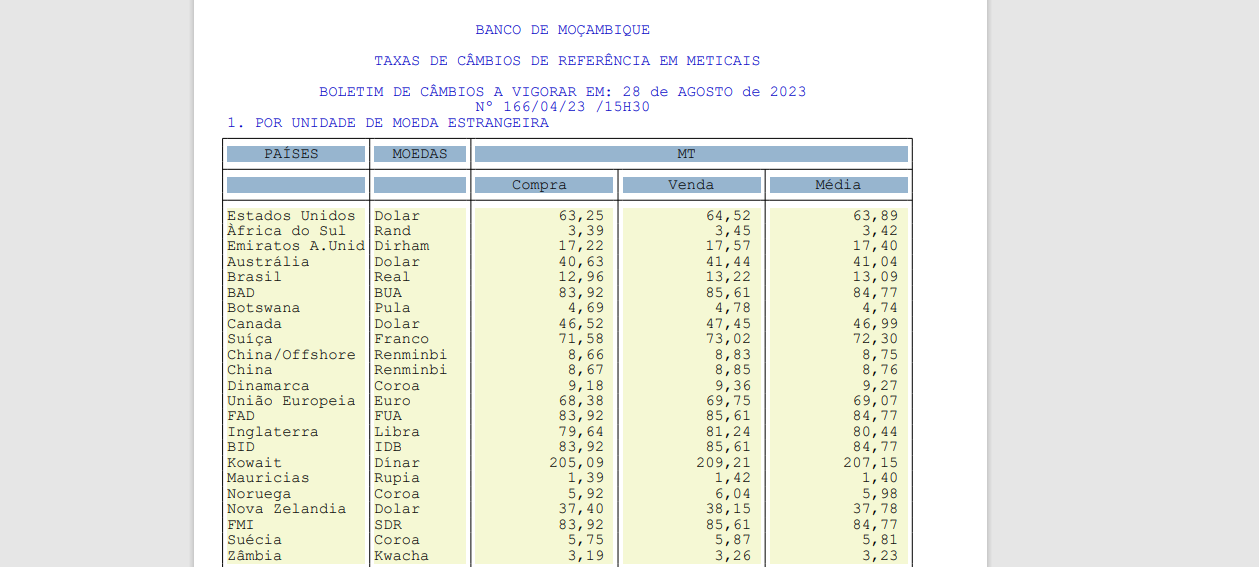 BANCO DE MOÇAMBIQUE
TAXAS DE CÂMBIOS DE REFERÊNCIA EM METICAIS
BOLETIM DE CÂMBIOS A VIGORAR EM: 28 de AGOSTO de 2023
Nº 166/04/23 /15H30
1. POR UNIDADE DE MOEDA ESTRANGEIRA
PAÍSES MOEDAS MT
Compra Venda Média
Estados Unidos Dolar 63,25 64,52 63,89
Àfrica do Sul Rand 3,39 3,45 3,42
Emiratos A.Unid Dirham 17,22 17,57 17,40
Austrália Dolar 40,63 41,44 41,04
Brasil Real 12,96 13,22 13,09
BAD BUA 83,92 85,61 84,77
Botswana Pula 4,69 4,78 4,74
Canada Dolar 46,52 47,45 46,99
Suíça Franco 71,58 73,02 72,30
China/Offshore Renminbi 8,66 8,83 8,75
China Renminbi 8,67 8,85 8,76
Dinamarca Coroa 9,18 9,36 9,27
União Europeia Euro 68,38 69,75 69,07
FAD FUA 83,92 85,61 84,77
Inglaterra Libra 79,64 81,24 80,44
BID IDB 83,92 85,61 84,77
Kowait Dínar 205,09 209,21 207,15
Mauricias Rupia 1,39 1,42 1,40
Noruega Coroa 5,92 6,04 5,98
Nova Zelandia Dolar 37,40 38,15 37,78
FMI SDR 83,92 85,61 84,77
Suécia Coroa 5,75 5,87 5,81
Zâmbia Kwacha 3,19 3,26 3,23